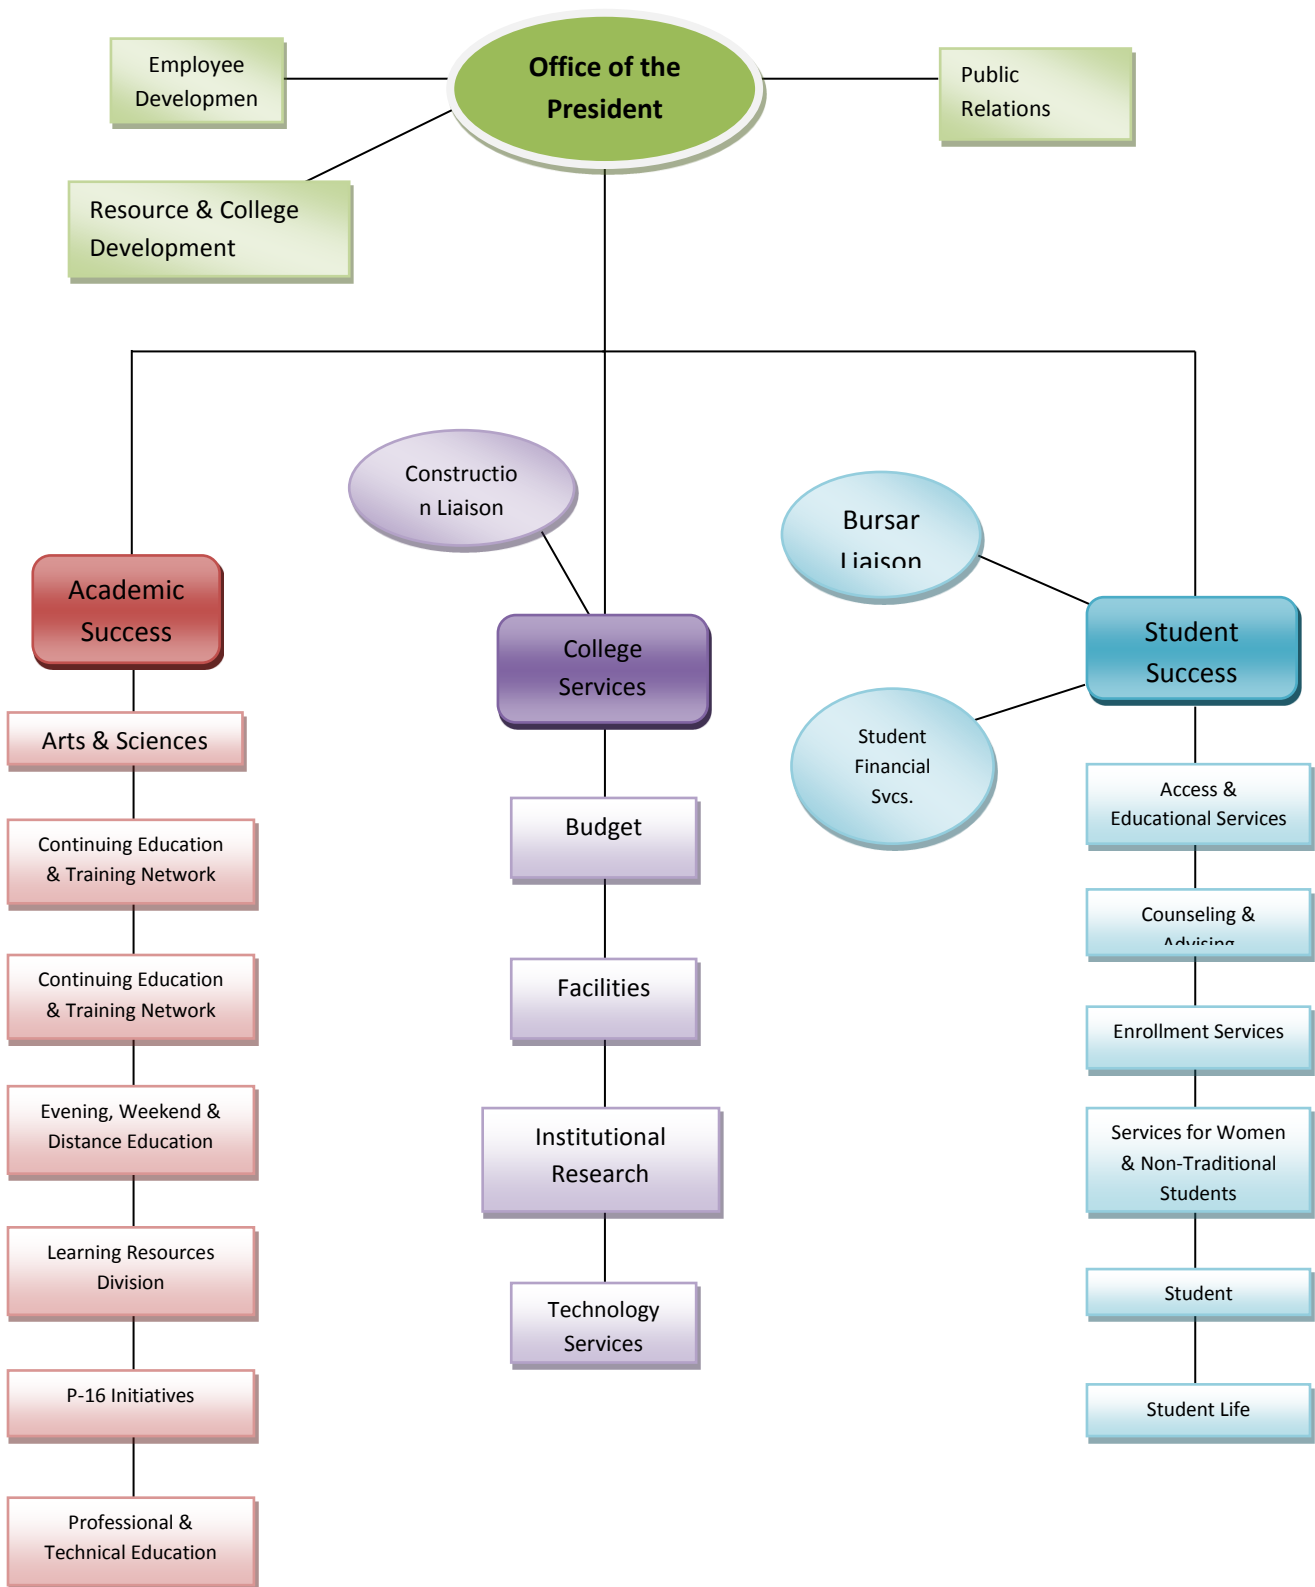 Office of the
President
Employee
Developmen
Public
Relations
Resource & College
Development
Constructio
n Liaison
Bursar
Liaison
Academic
Success
College
Services
Student
Success
Student
Financial
Svcs.
Arts & Sciences
Continuing Education
& Training Network
Continuing Education
& Training Network
Evening, Weekend &
Distance Education
Learning Resources
Division
P-16 Initiatives
Professional &
Technical Education
Budget
Facilities
Institutional
Research
Technology
Services
Access &
Educational Services
Counseling &
Advising
Enrollment Services
Services for Women
& Non-Traditional
Students
Student
Student Life